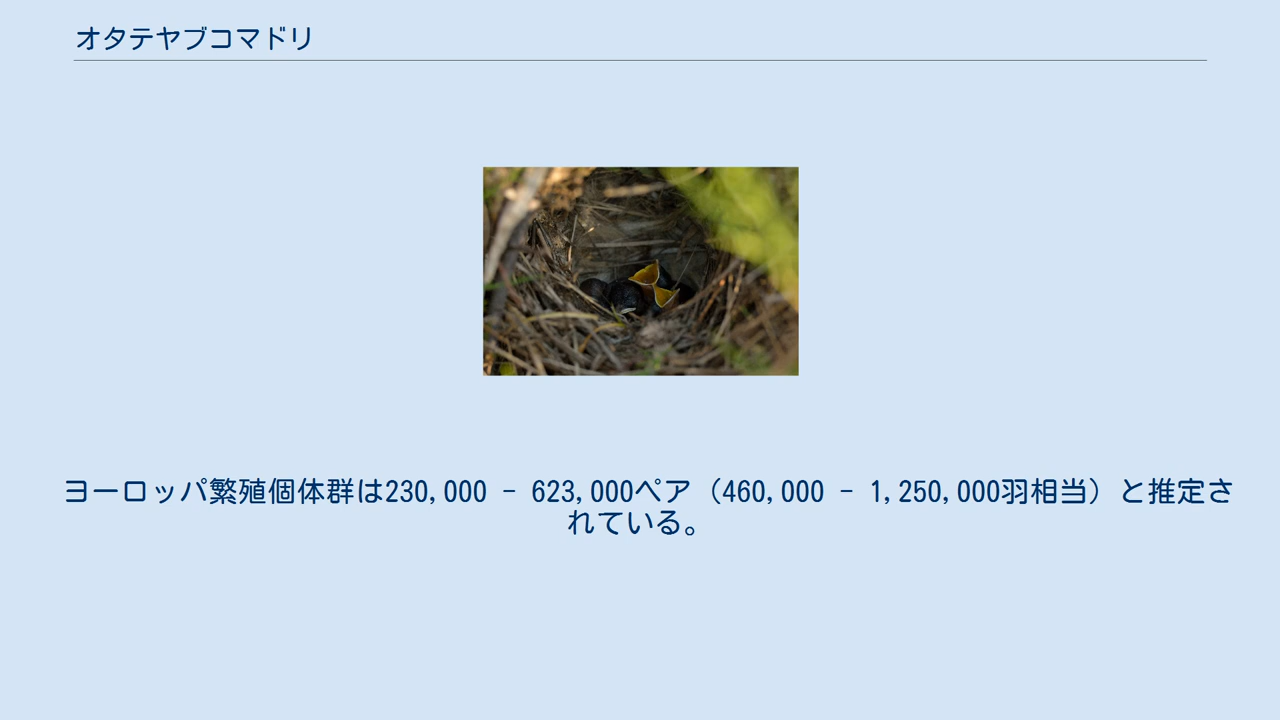 オタテヤブコマドリ
ヨーロッパ繁殖個体群は230,000 - 623,000ペア（460,000 - 1,250,000羽相当）と推定さ
れている。